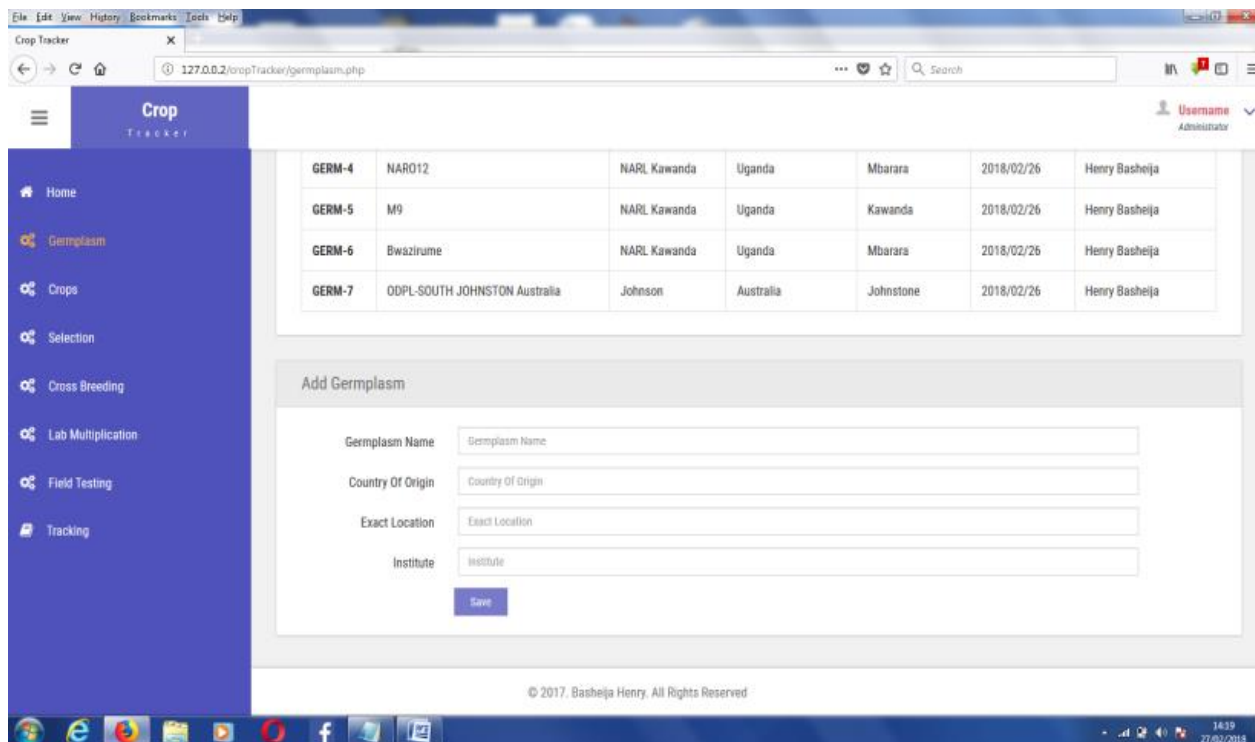 File Edit View History Bookmarks Tools Help
Crop Tracker
127.0.0.2/cropTracker/germplasm.php
Search
Crop
Tracker
Username
Administrator
Home
Germplasm
Crops
Selection
Cross Breeding
Lab Multiplication
Field Testing
Tracking
GERM-4 NARO12 NARL Kawanda Uganda Mbarara 2018/02/26 Henry Basheija
GERM-5 M9 NARL Kawanda Uganda Kawanda 2018/02/26 Henry Basheija
GERM-6 Bwazirume NARL Kawanda Uganda Mbarara 2018/02/26 Henry Basheija
GERM-7 ODPL-SOUTH JOHNSTON Australia Johnson Australia Johnstone 2018/02/26 Henry Basheija
Add Germplasm
Germplasm Name Germplasm Name
Country Of Origin Country Of Origin
Exact Location Exact Location
Institute Institute
Save
© 2017. Basheija Henry. All Rights Reserved
14:19
27/02/2018